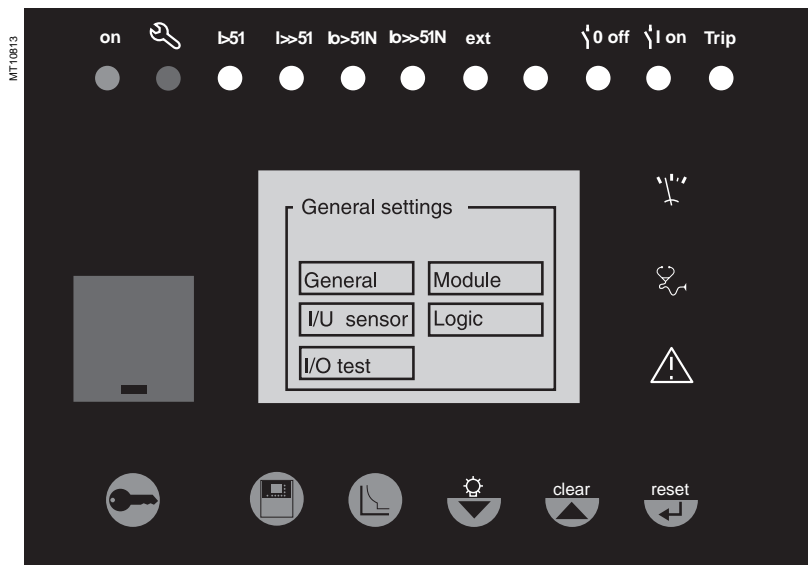 MT10813
on I>51 I>>51 Io>51N Io>>51N ext 0 off I on Trip
General settings
General Module
I/U sensor Logic
I/O test
clear reset